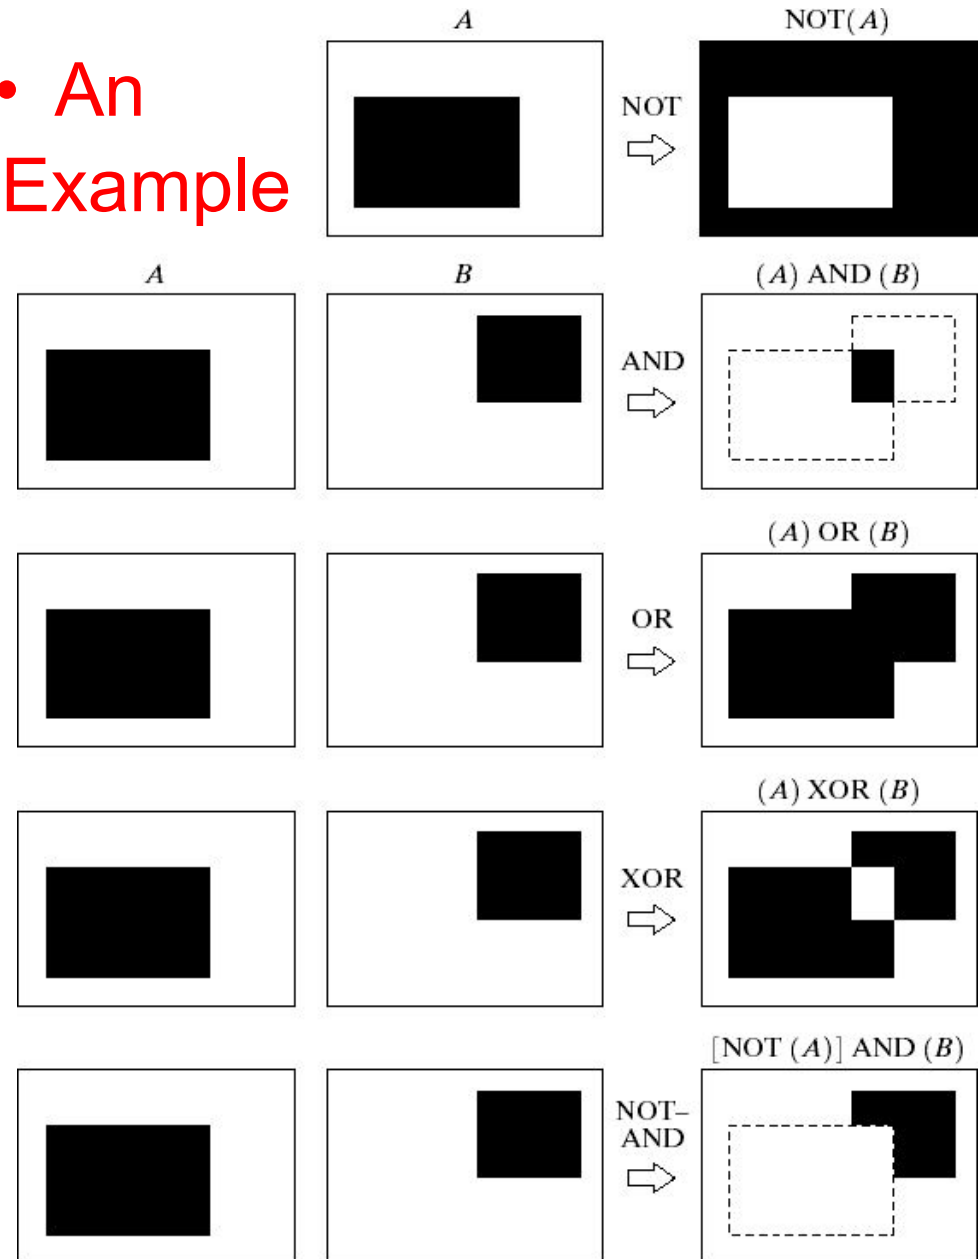 • An
Example
A
NOT(A)
NOT
A
B
(A) AND (B)
AND
(A) OR (B)
OR
(A) XOR (B)
XOR
[NOT (A)] AND (B)
NOT–
AND